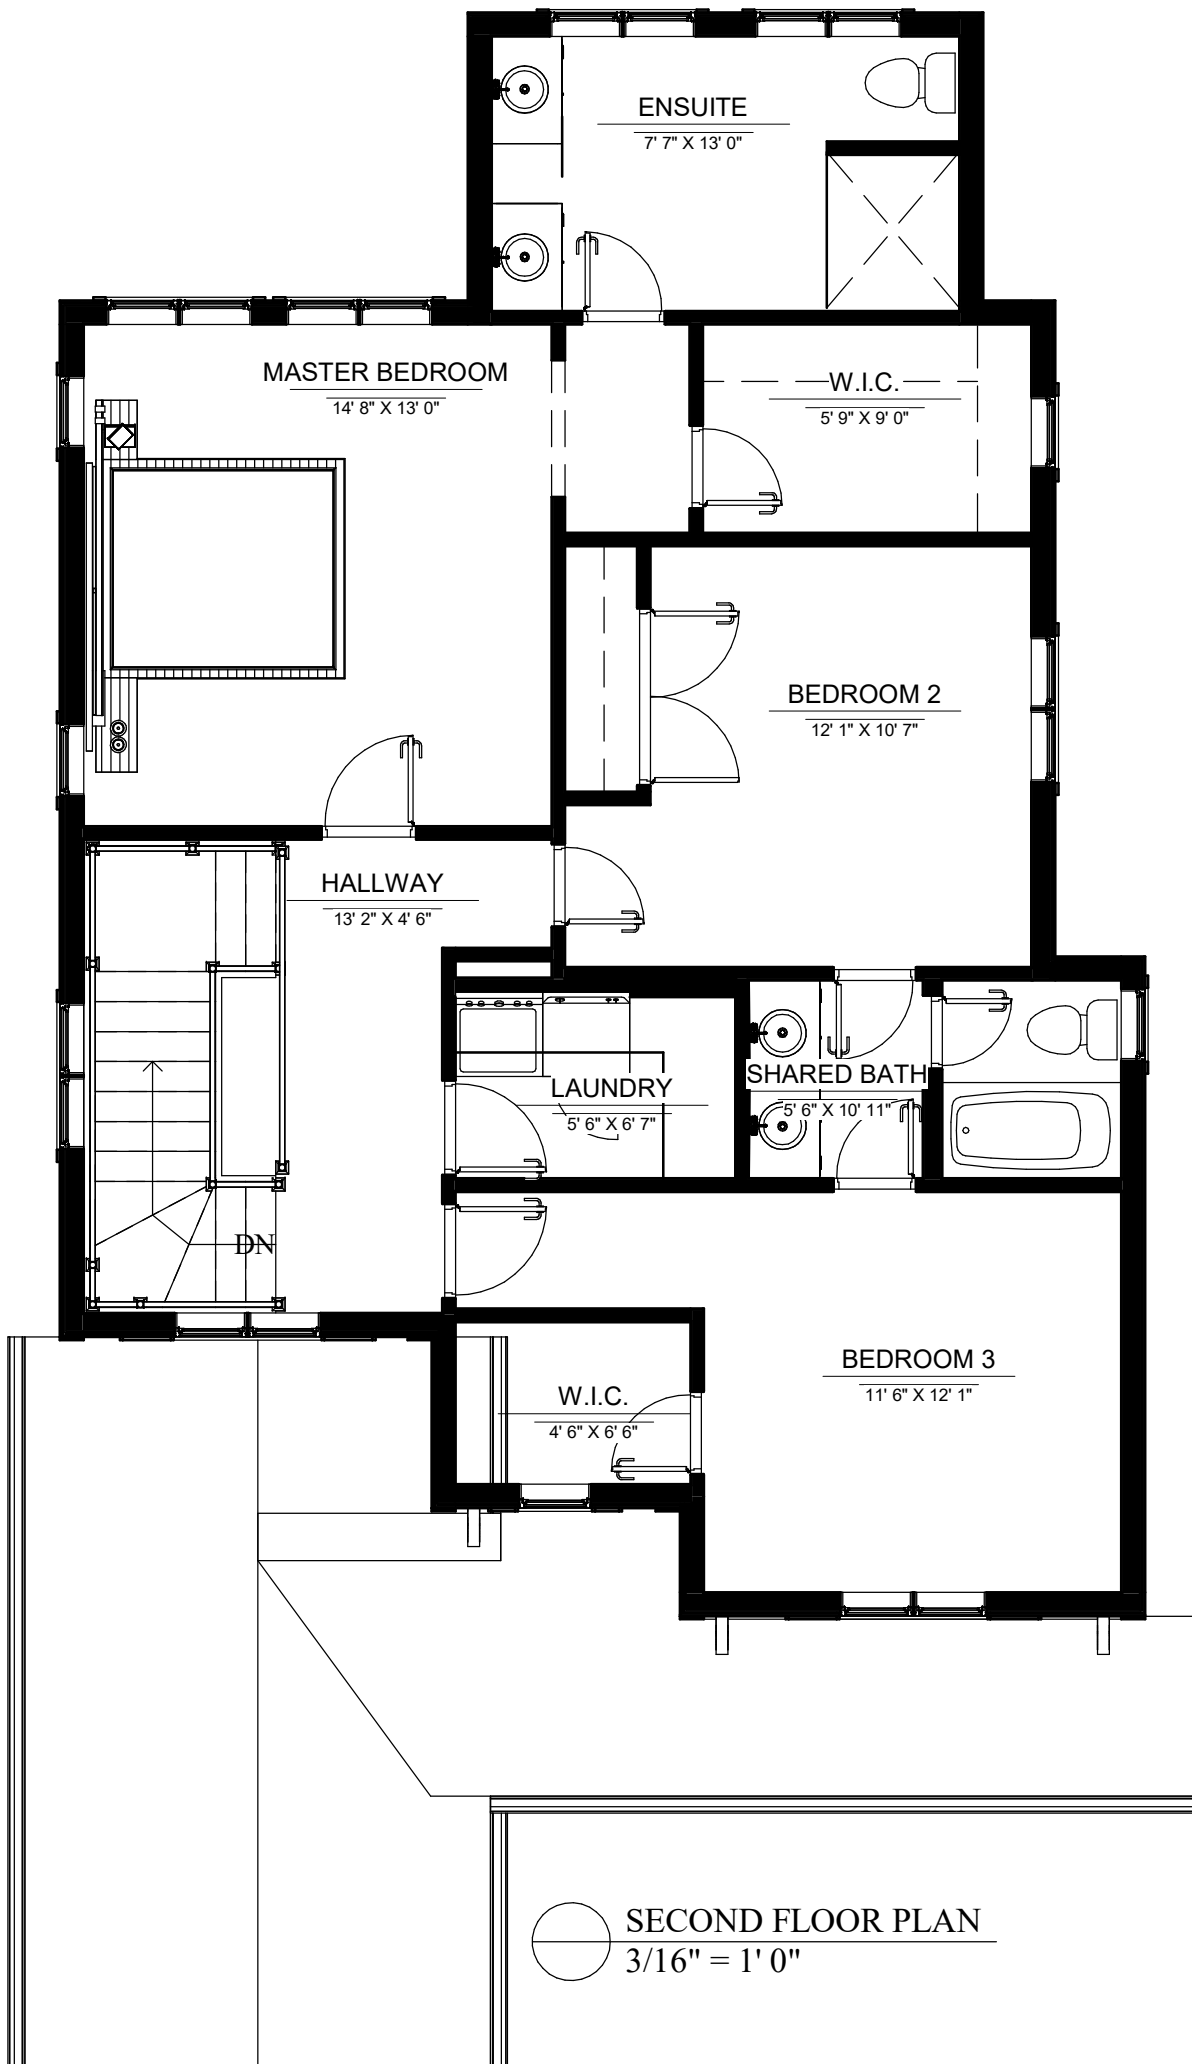 ENSUITE
7' 7" X 13' 0"
MASTER BEDROOM
14' 8" X 13' 0"
W.I.C.
5' 9" X 9' 0"
BEDROOM 2
12' 1" X 10' 7"
HALLWAY
13' 2" X 4' 6"
LAUNDRY
5' 6" X 6' 7"
SHARED BATH
5' 6" X 10' 11"
DN
BEDROOM 3
11' 6" X 12' 1"
W.I.C.
4' 6" X 6' 6"
SECOND FLOOR PLAN
3/16" = 1' 0"